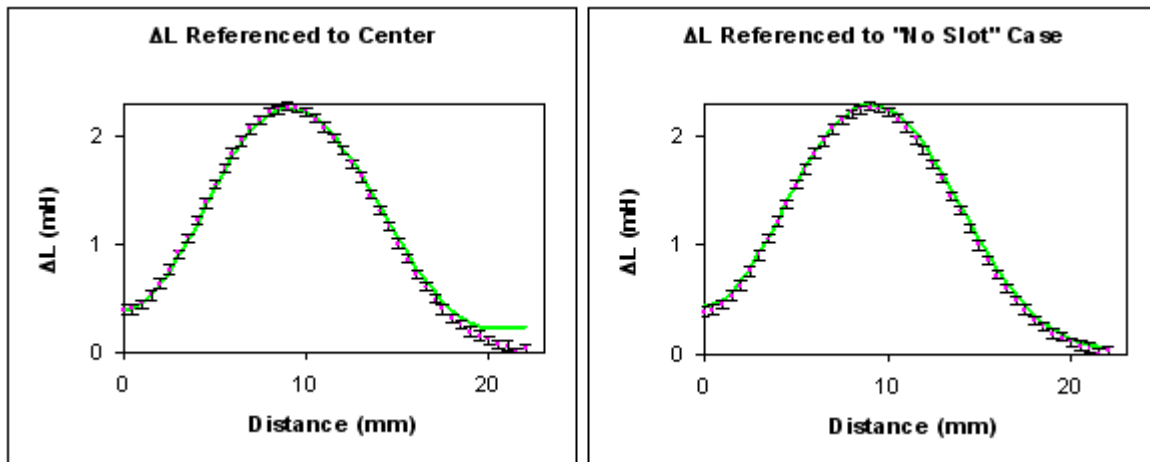 ΔL Referenced to Center
2
1
0
ΔL (mH)
0 10 20
Distance (mm)
ΔL Referenced to "No Slot" Case
2
1
0
ΔL (mH)
0 10 20
Distance (mm)